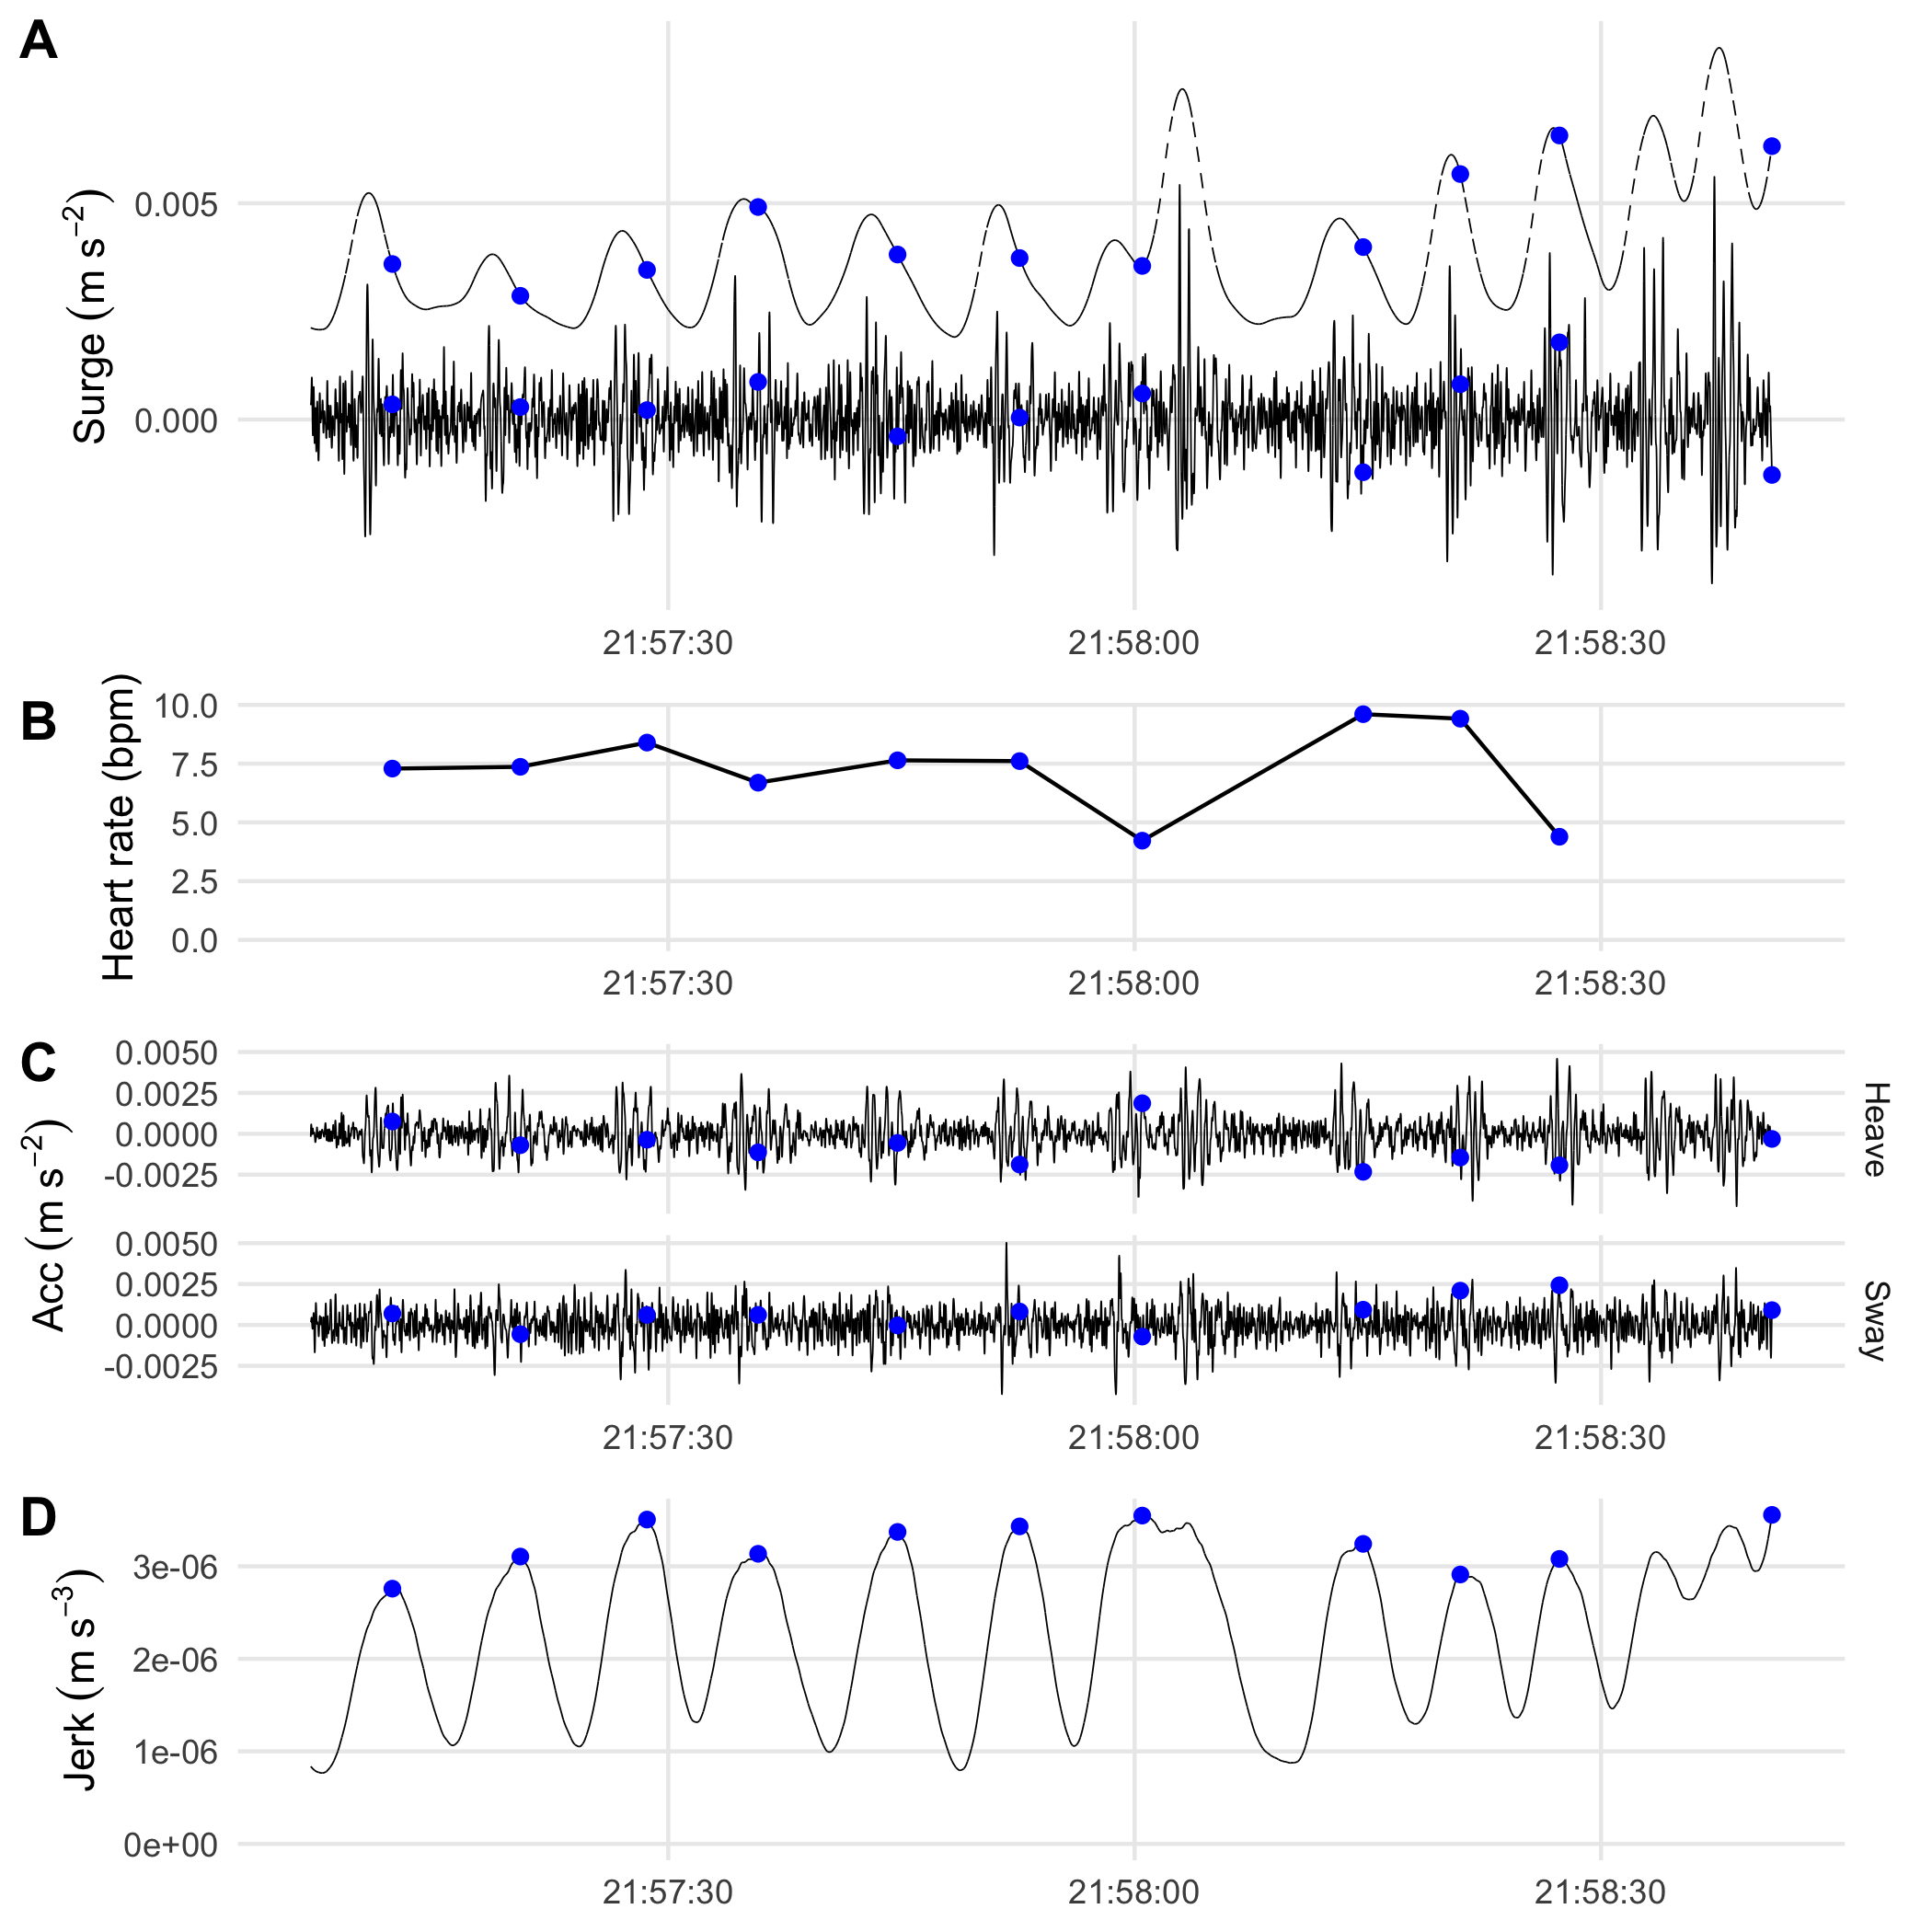 A
Surge (m s−2)
0.005
0.000
21:57:30 21:58:00 21:58:30
B
Heart rate (bpm)
10.0
7.5
5.0
2.5
0.0
21:57:30 21:58:00 21:58:30
C
Acc (m s−2)
0.0050
0.0025
0.0000
-0.0025
Heave
0.0050
0.0025
0.0000
-0.0025
Sway
21:57:30 21:58:00 21:58:30
D
Jerk (m s−3)
3e-06
2e-06
1e-06
0e+00
21:57:30 21:58:00 21:58:30